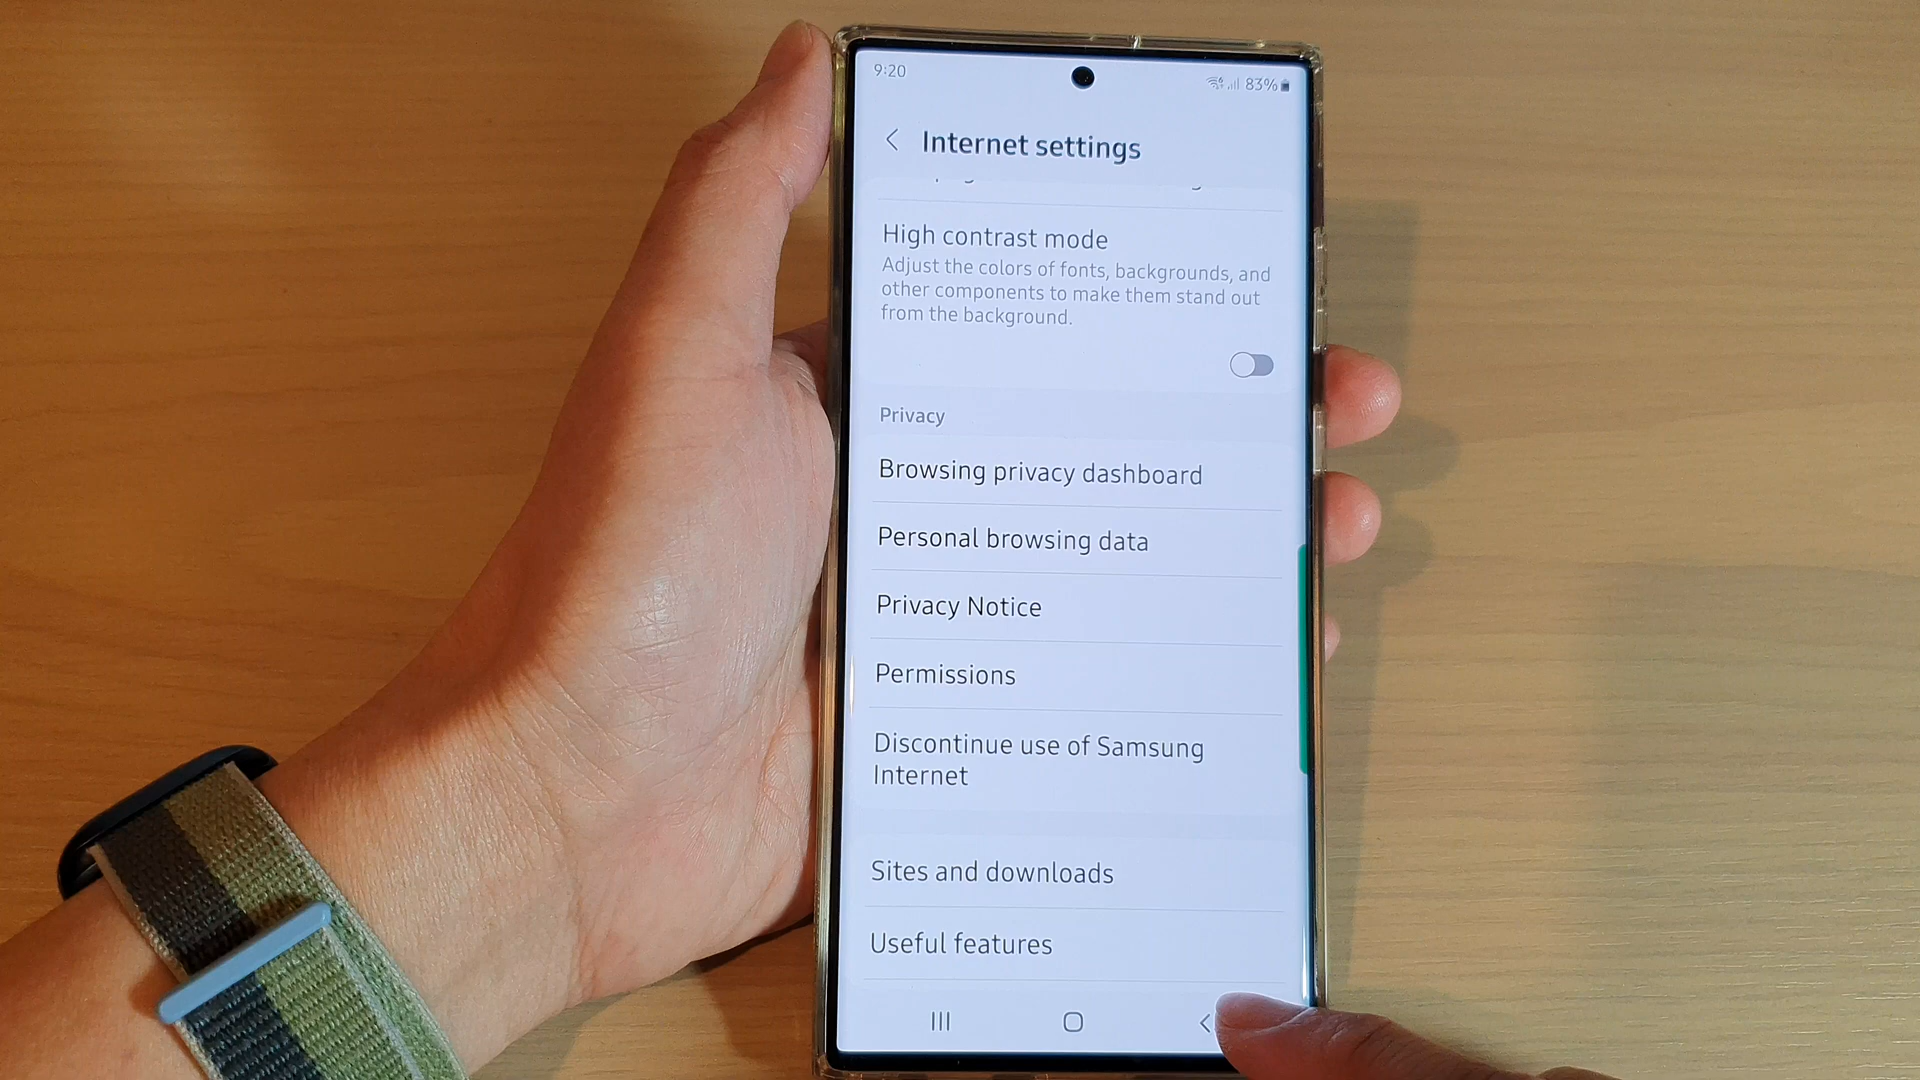 9:20
83%
Internet settings
High contrast mode
Adjust the colors of fonts, backgrounds, and
other components to make them stand out
from the background.
Privacy
Browsing privacy dashboard
Personal browsing data
Privacy Notice
Permissions
Discontinue use of Samsung
Internet
Sites and downloads
Useful features